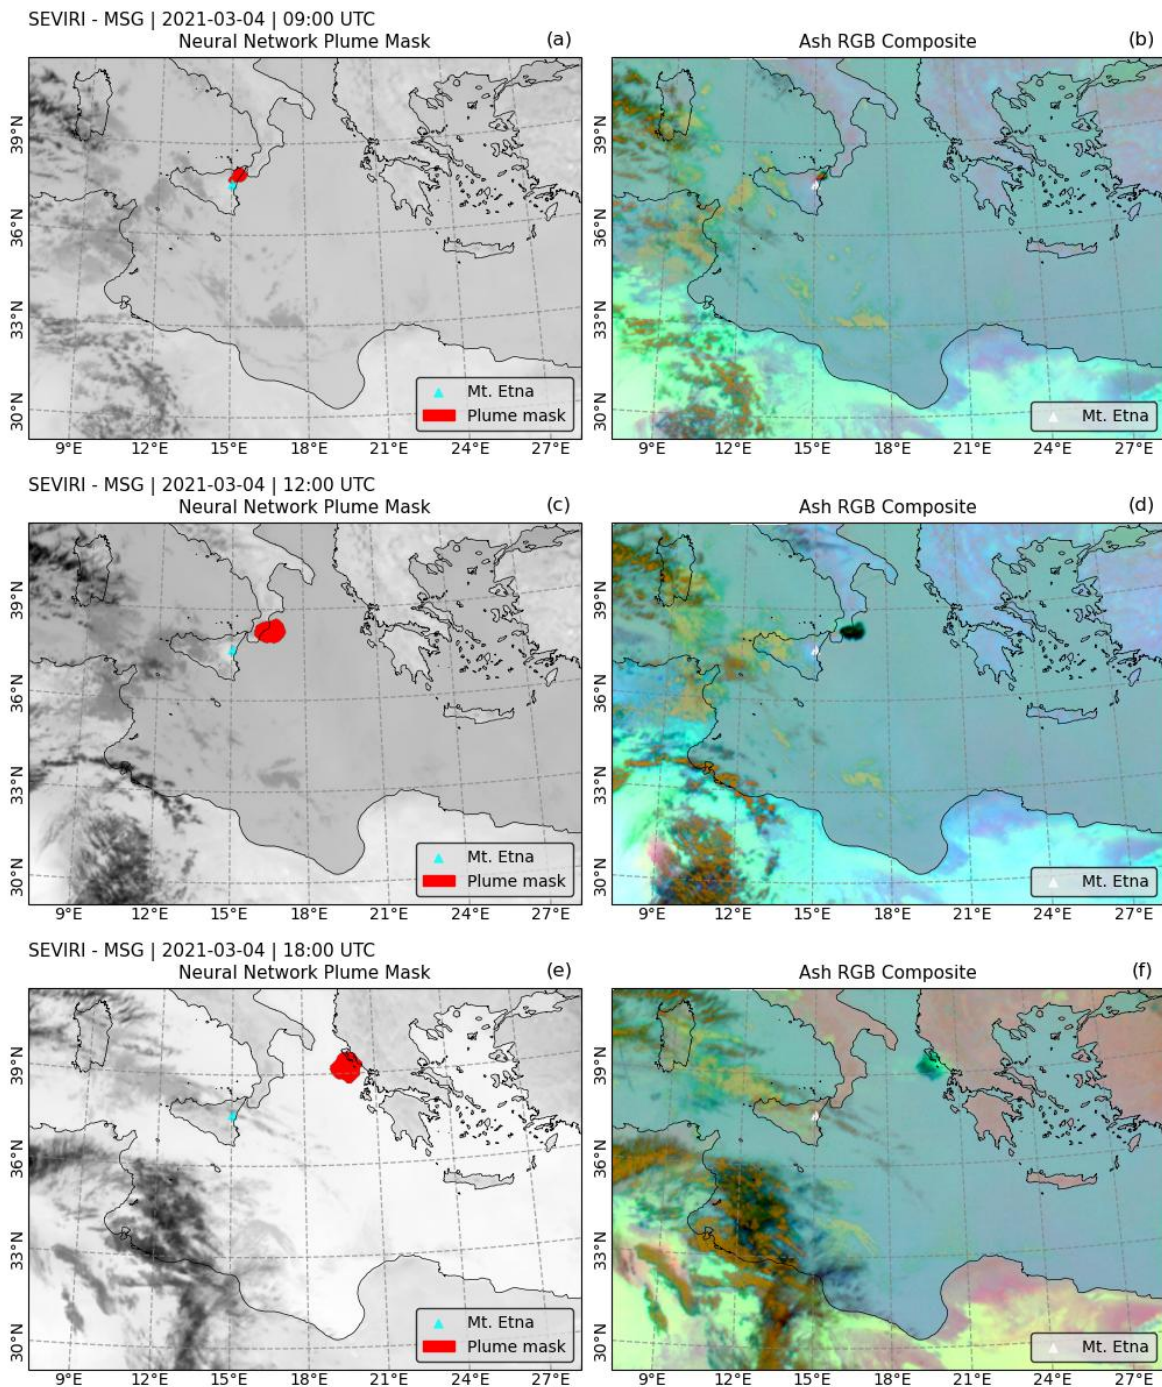 SEVIRI - MSG | 2021-03-04 | 09:00 UTC
Neural Network Plume Mask (a)
Ash RGB Composite (b)
39°N
36°N
33°N
30°N
Mt. Etna
Plume mask
9°E 12°E 15°E 18°E 21°E 24°E 27°E
39°N
36°N
33°N
30°N
Mt. Etna
9°E 12°E 15°E 18°E 21°E 24°E 27°E
SEVIRI - MSG | 2021-03-04 | 12:00 UTC
Neural Network Plume Mask (c)
Ash RGB Composite (d)
39°N
36°N
33°N
30°N
Mt. Etna
Plume mask
9°E 12°E 15°E 18°E 21°E 24°E 27°E
39°N
36°N
33°N
30°N
Mt. Etna
9°E 12°E 15°E 18°E 21°E 24°E 27°E
SEVIRI - MSG | 2021-03-04 | 18:00 UTC
Neural Network Plume Mask (e)
Ash RGB Composite (f)
39°N
36°N
33°N
30°N
Mt. Etna
Plume mask
9°E 12°E 15°E 18°E 21°E 24°E 27°E
39°N
36°N
33°N
30°N
Mt. Etna
9°E 12°E 15°E 18°E 21°E 24°E 27°E